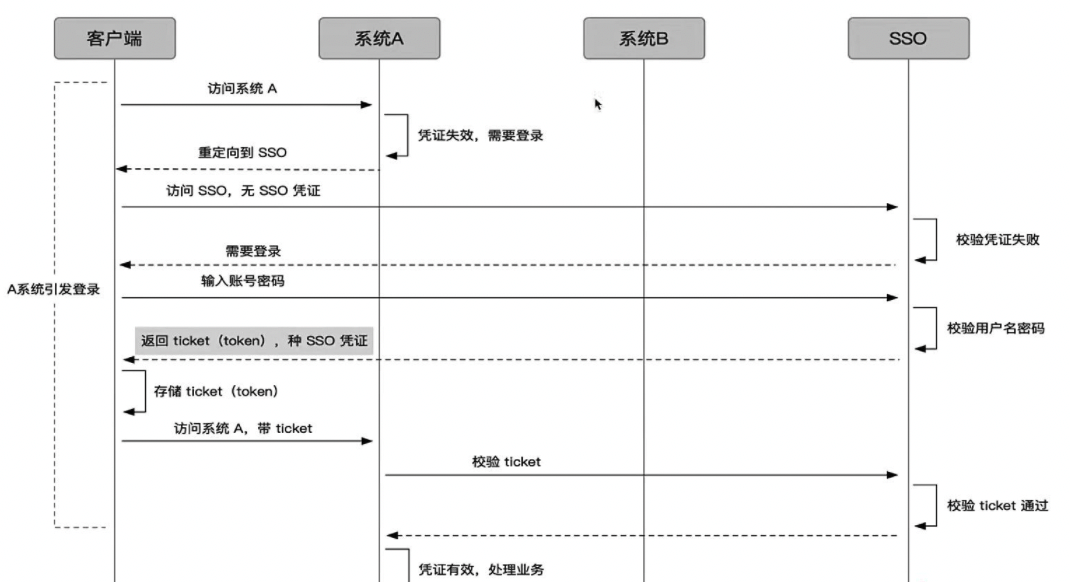 客户端
系统A
系统B
SSO
访问系统 A
凭证失效，需要登录
重定向到 SSO
访问 SSO，无 SSO 凭证
校验凭证失败
需要登录
A系统引发登录
输入账号密码
校验用户名密码
返回 ticket（token），种 SSO 凭证
存储 ticket（token）
访问系统 A，带 ticket
校验 ticket
校验 ticket 通过
凭证有效，处理业务